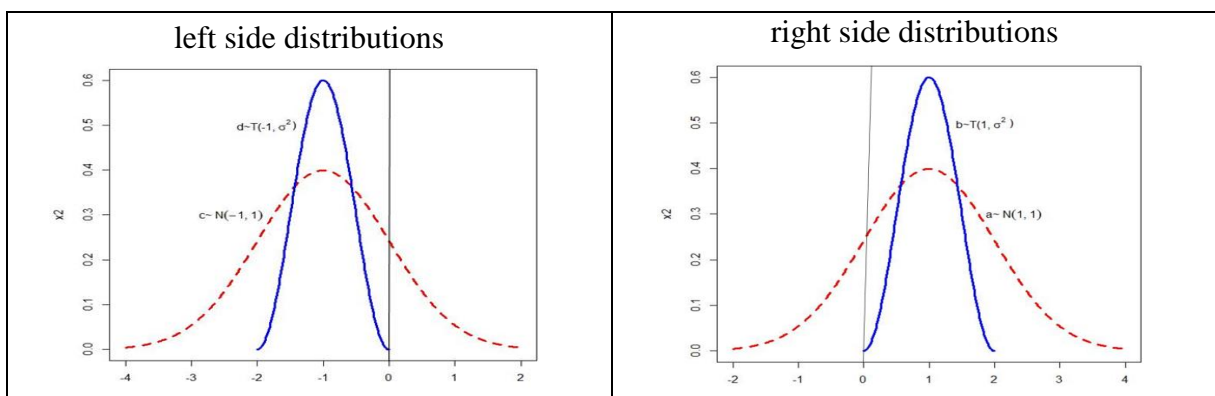 left side distributions
0.6
0.5
0.4
0.3
0.2
0.1
0.0
x2
d~T(-1, σ²)
c~ N(−1, 1)
-4 -3 -2 -1 0 1 2
right side distributions
0.6
0.5
0.4
0.3
0.2
0.1
0.0
x2
b~T(1, σ²)
a~ N(1, 1)
-2 -1 0 1 2 3 4